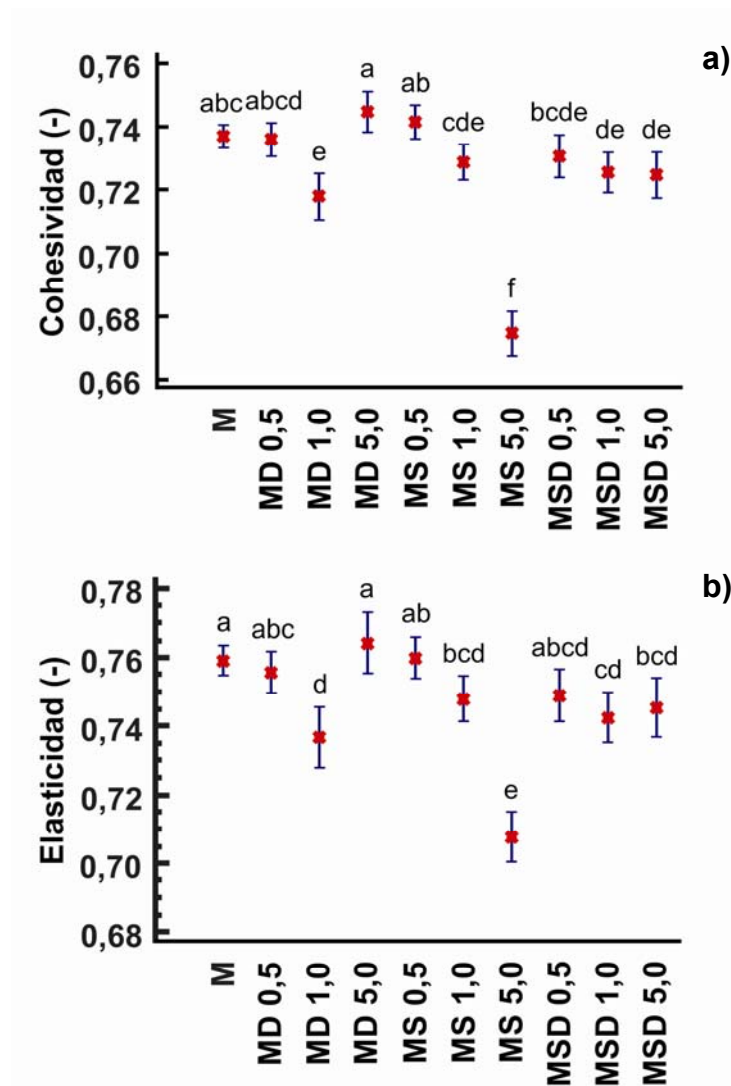 a)
Cohesividad (-)
0,76
0,74
0,72
0,70
0,68
0,66
abc abcd e a ab cde f bcde de de
M
MD 0,5
MD 1,0
MD 5,0
MS 0,5
MS 1,0
MS 5,0
MSD 0,5
MSD 1,0
MSD 5,0
b)
Elasticidad (-)
0,78
0,76
0,74
0,72
0,70
0,68
a abc d a ab bcd e abcd cd bcd
M
MD 0,5
MD 1,0
MD 5,0
MS 0,5
MS 1,0
MS 5,0
MSD 0,5
MSD 1,0
MSD 5,0